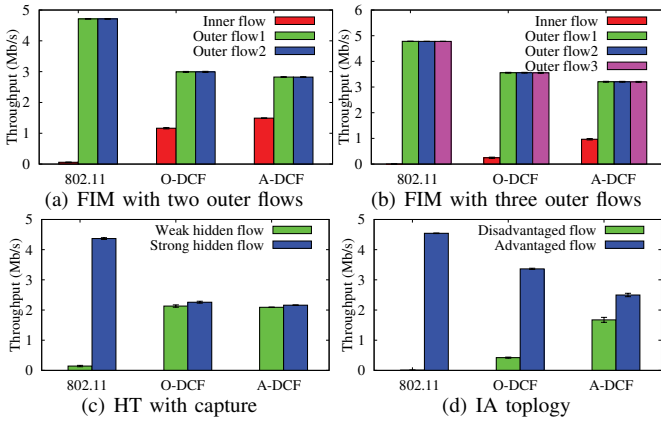 Throughput (Mb/s)
5
4
3
2
1
0
Inner flow
Outer flow1
Outer flow2
802.11 O-DCF A-DCF
(a) FIM with two outer flows
Throughput (Mb/s)
6
5
4
3
2
1
0
Inner flow
Outer flow1
Outer flow2
Outer flow3
802.11 O-DCF A-DCF
(b) FIM with three outer flows
Throughput (Mb/s)
5
4
3
2
1
0
Weak hidden flow
Strong hidden flow
802.11 O-DCF A-DCF
(c) HT with capture
Throughput (Mb/s)
5
4
3
2
1
0
Disadvantaged flow
Advantaged flow
802.11 O-DCF A-DCF
(d) IA toplogy